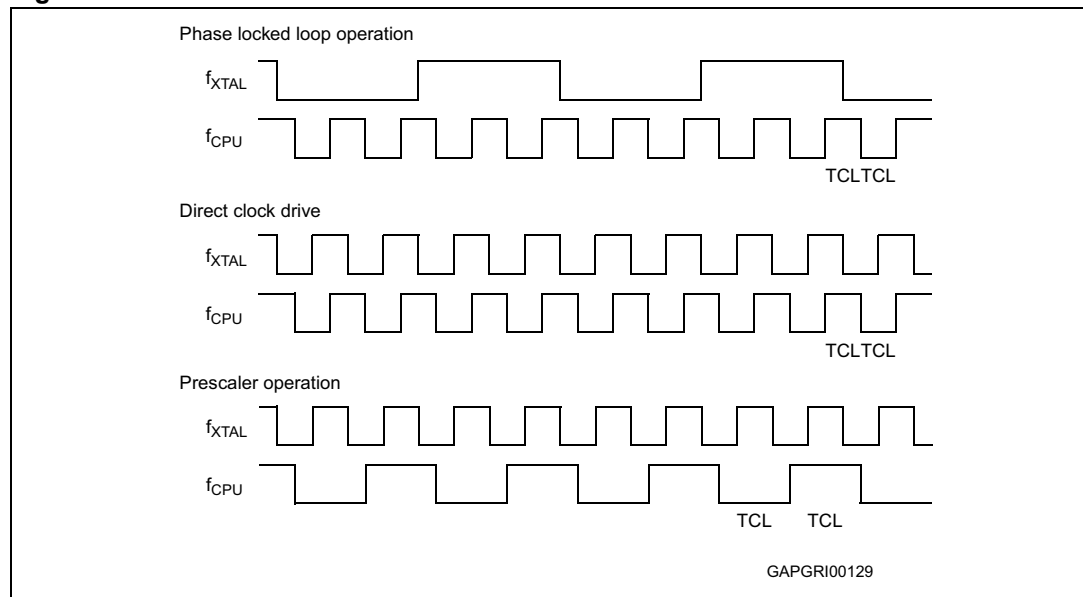 Phase locked loop operation
fXTAL
fCPU
TCLTCL
Direct clock drive
fXTAL
fCPU
TCLTCL
Prescaler operation
fXTAL
fCPU
TCL TCL
GAPGRI00129